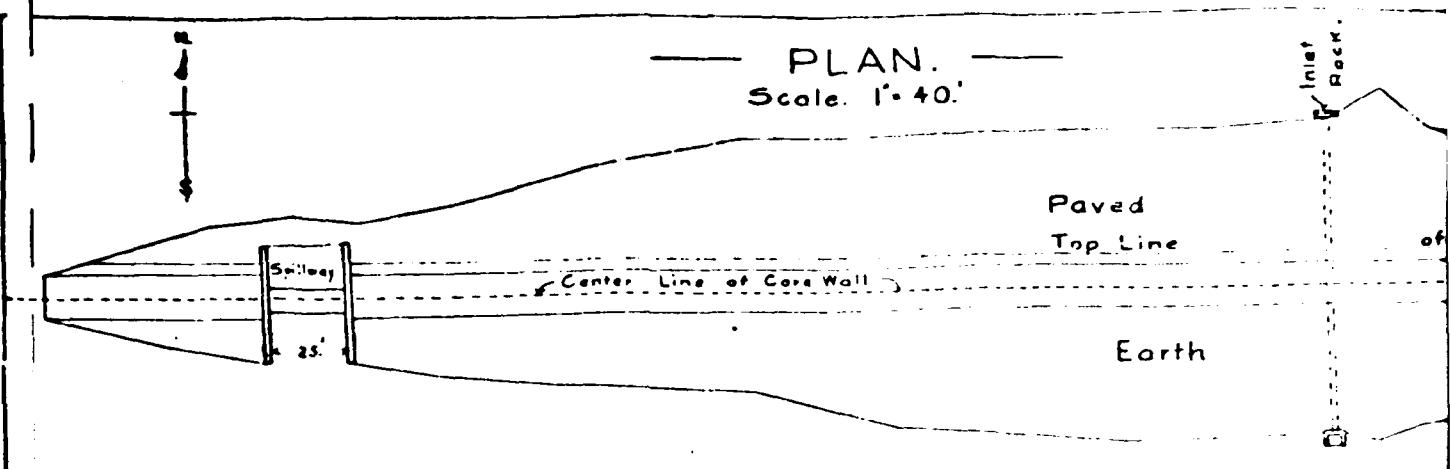 PLAN.
Scale. 1"= 40.'
Inlet
Rack.
Paved
Top Line
of
Spillway
Center Line of Core Wall
25.'
Earth
S